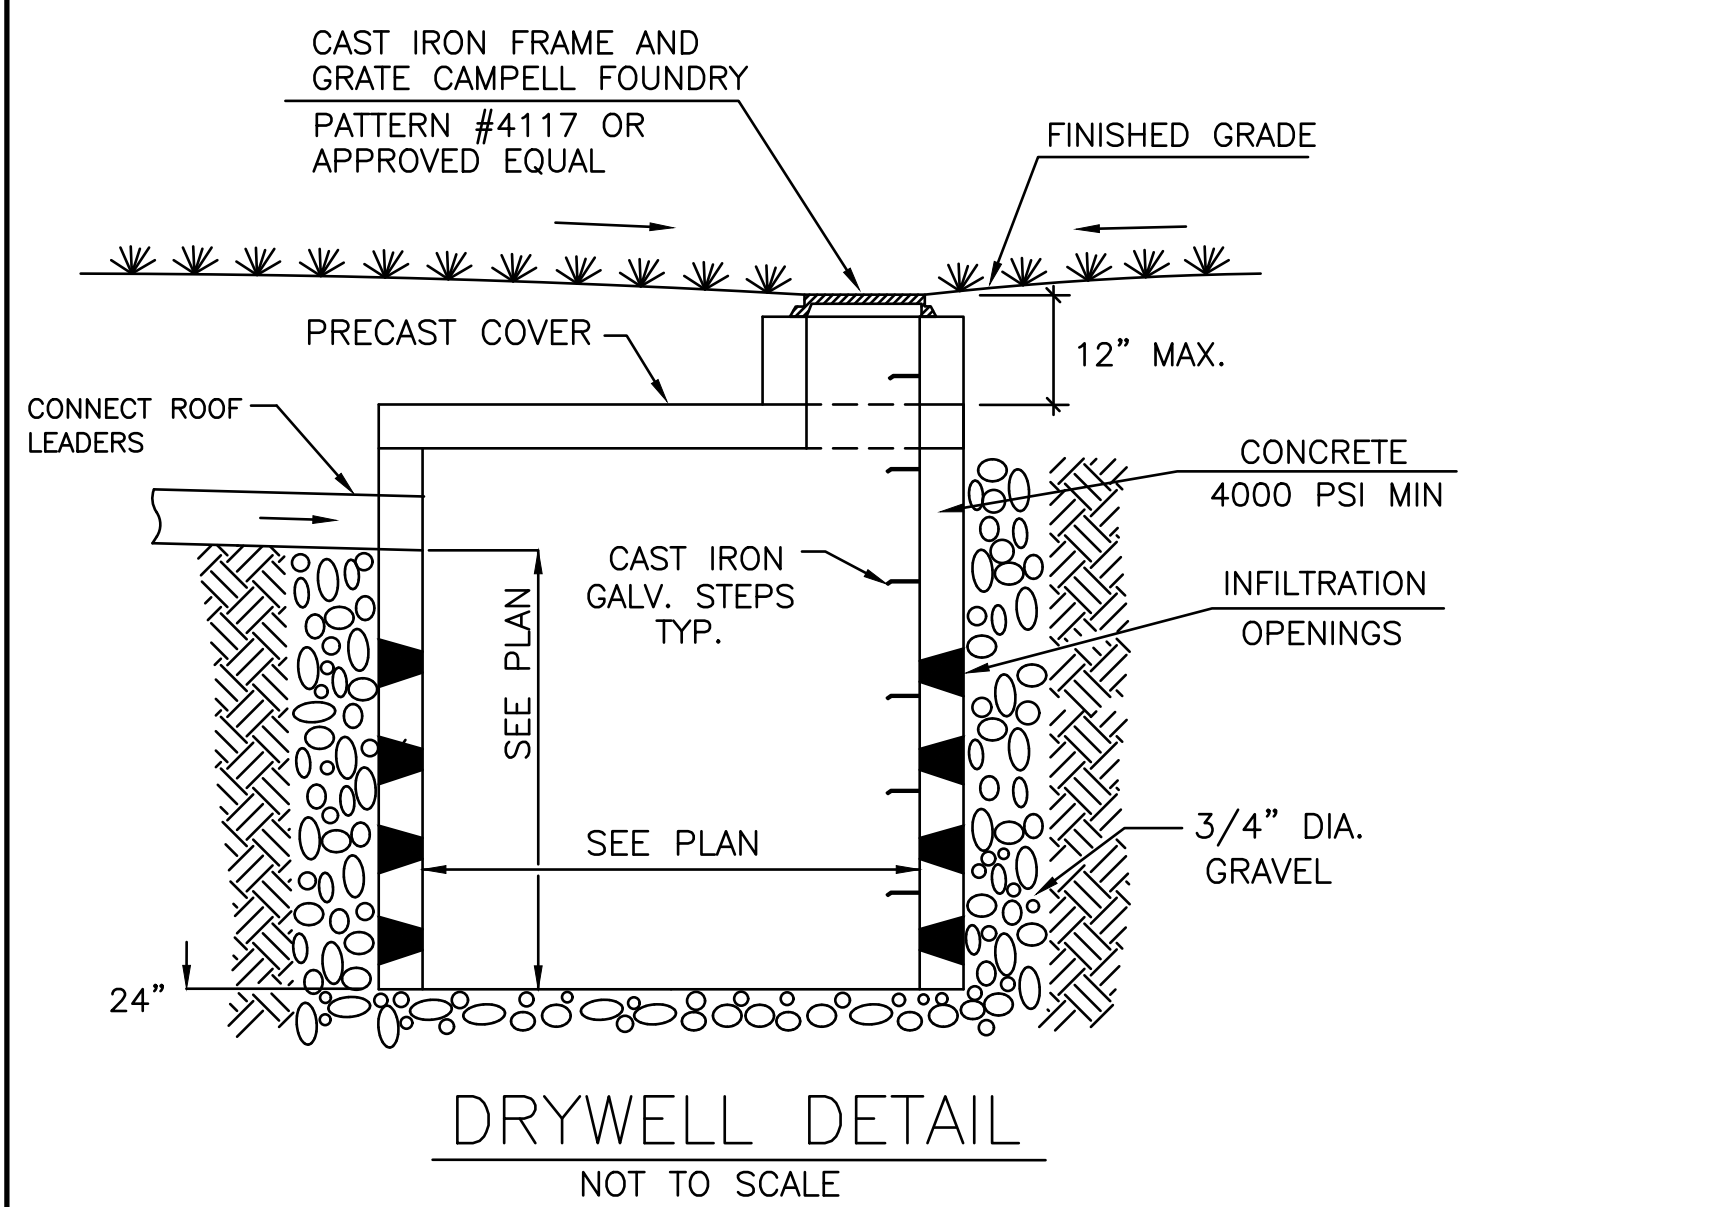 CAST IRON FRAME AND
GRATE CAMPELL FOUNDRY
PATTERN #4117 OR
APPROVED EQUAL
FINISHED GRADE
PRECAST COVER
12" MAX.
CONNECT ROOF
LEADERS
CONCRETE
4000 PSI MIN
CAST IRON
GALV. STEPS
TYP.
INFILTRATION
OPENINGS
SEE PLAN
SEE PLAN
3/4" DIA.
GRAVEL
24"
DRYWELL DETAIL
NOT TO SCALE